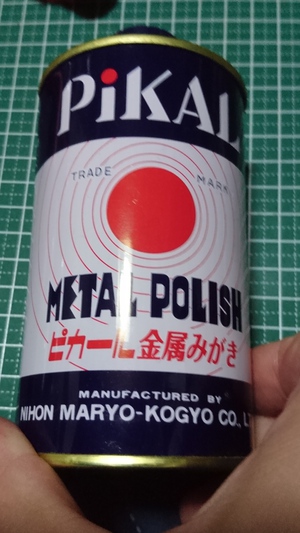 PiKAL
TRADE MARK
METAL POLISH
ピカール金属みがき
MANUFACTURED BY
NIHON MARYO-KOGYO CO., L